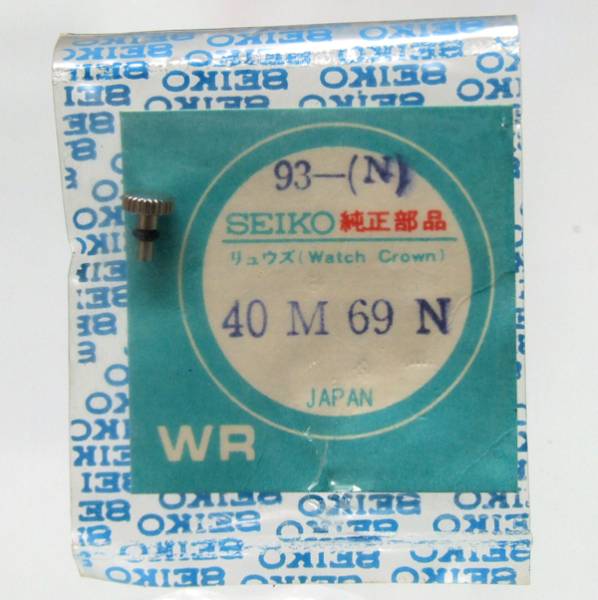 93-(N)
SEIKO 純正部品
リュウズ(Watch Crown)
40 M 69 N
JAPAN
WR